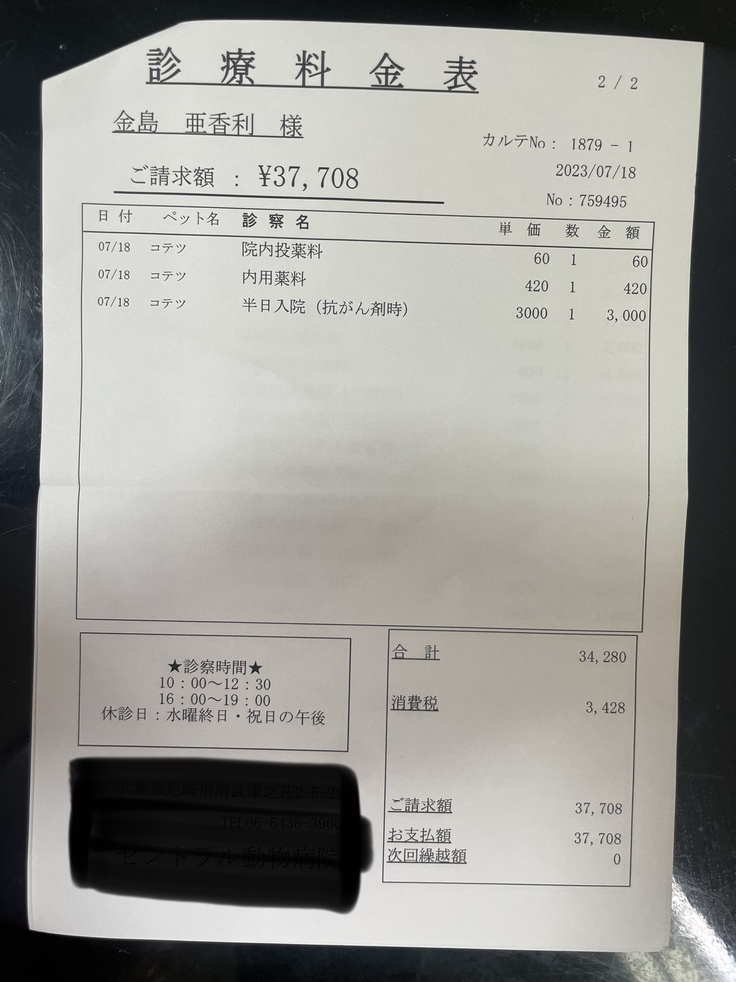 診療料金表
2 / 2
金島 亜香利 様
カルテNo： 1879 - 1
ご請求額 ： ¥37,708
2023/07/18
No：759495
日付 ペット名 診察名 単価 数 金額
07/18 コテツ 院内投薬料 60 1 60
07/18 コテツ 内用薬料 420 1 420
07/18 コテツ 半日入院（抗がん剤時） 3000 1 3,000
★診察時間★
10：00～12：30
16：00～19：00
休診日：水曜終日・祝日の午後
合計 34,280
消費税 3,428
ご請求額 37,708
お支払額 37,708
次回繰越額 0